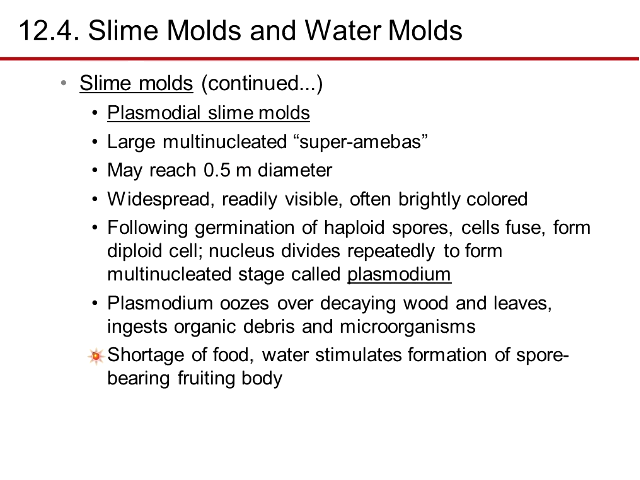 12.4. Slime Molds and Water Molds
• Slime molds (continued...)
• Plasmodial slime molds
• Large multinucleated “super-amebas”
• May reach 0.5 m diameter
• Widespread, readily visible, often brightly colored
• Following germination of haploid spores, cells fuse, form
diploid cell; nucleus divides repeatedly to form
multinucleated stage called plasmodium
• Plasmodium oozes over decaying wood and leaves,
ingests organic debris and microorganisms
Shortage of food, water stimulates formation of spore-
bearing fruiting body